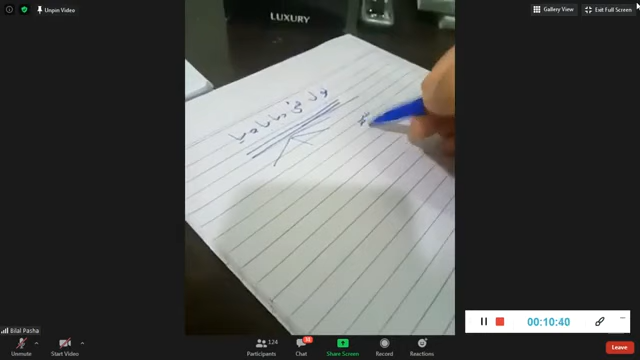 Unpin Video
Gallery View
Exit Full Screen
LUXURY
Bilal Pasha
00:10:40
Unmute
Start Video
124
Participants
Chat
Share Screen
Record
Reactions
Leave